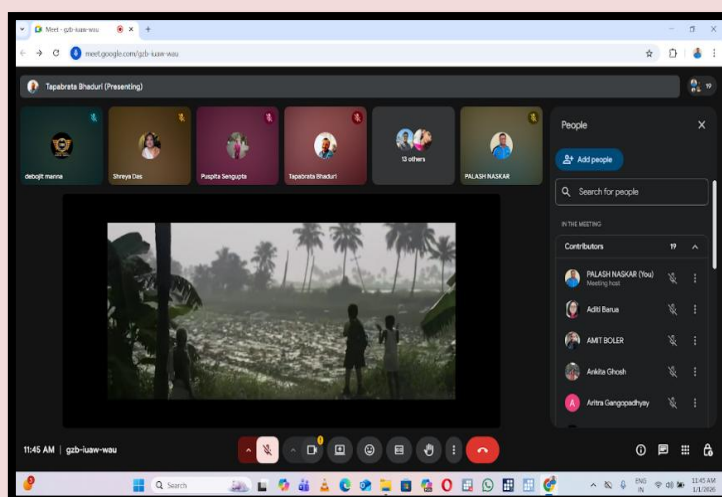 Meet - gzb-iuaw-wau
meet.google.com/gzb-iuaw-wau
Tapabrata Bhaduri (Presenting)
19
debojit manna
Shreya Das
Puspita Sengupta
Tapabrata Bhaduri
13 others
PALASH NASKAR
People
Add people
Search for people
IN THE MEETING
Contributors
19
PALASH NASKAR (You)
Meeting host
Aditi Barua
AMIT BOLER
Ankita Ghosh
A
Aritra Gangopadhyay
11:45 AM | gzb-iuaw-wau
Search
ENG
IN
11:45 AM
1/1/2026